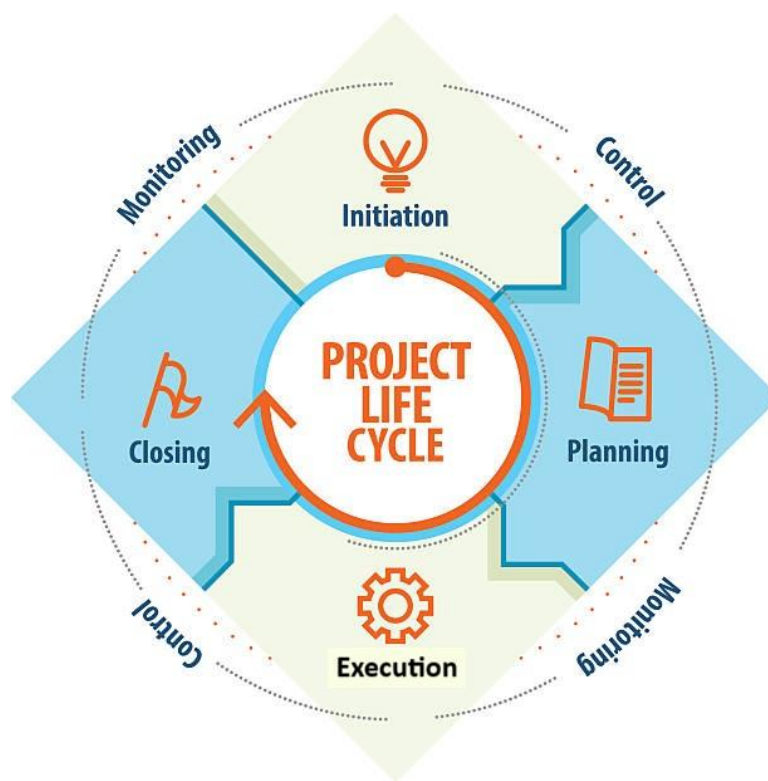 Monitoring
Control
Initiation
PROJECT
LIFE
CYCLE
Closing
Planning
Control
Monitoring
Execution